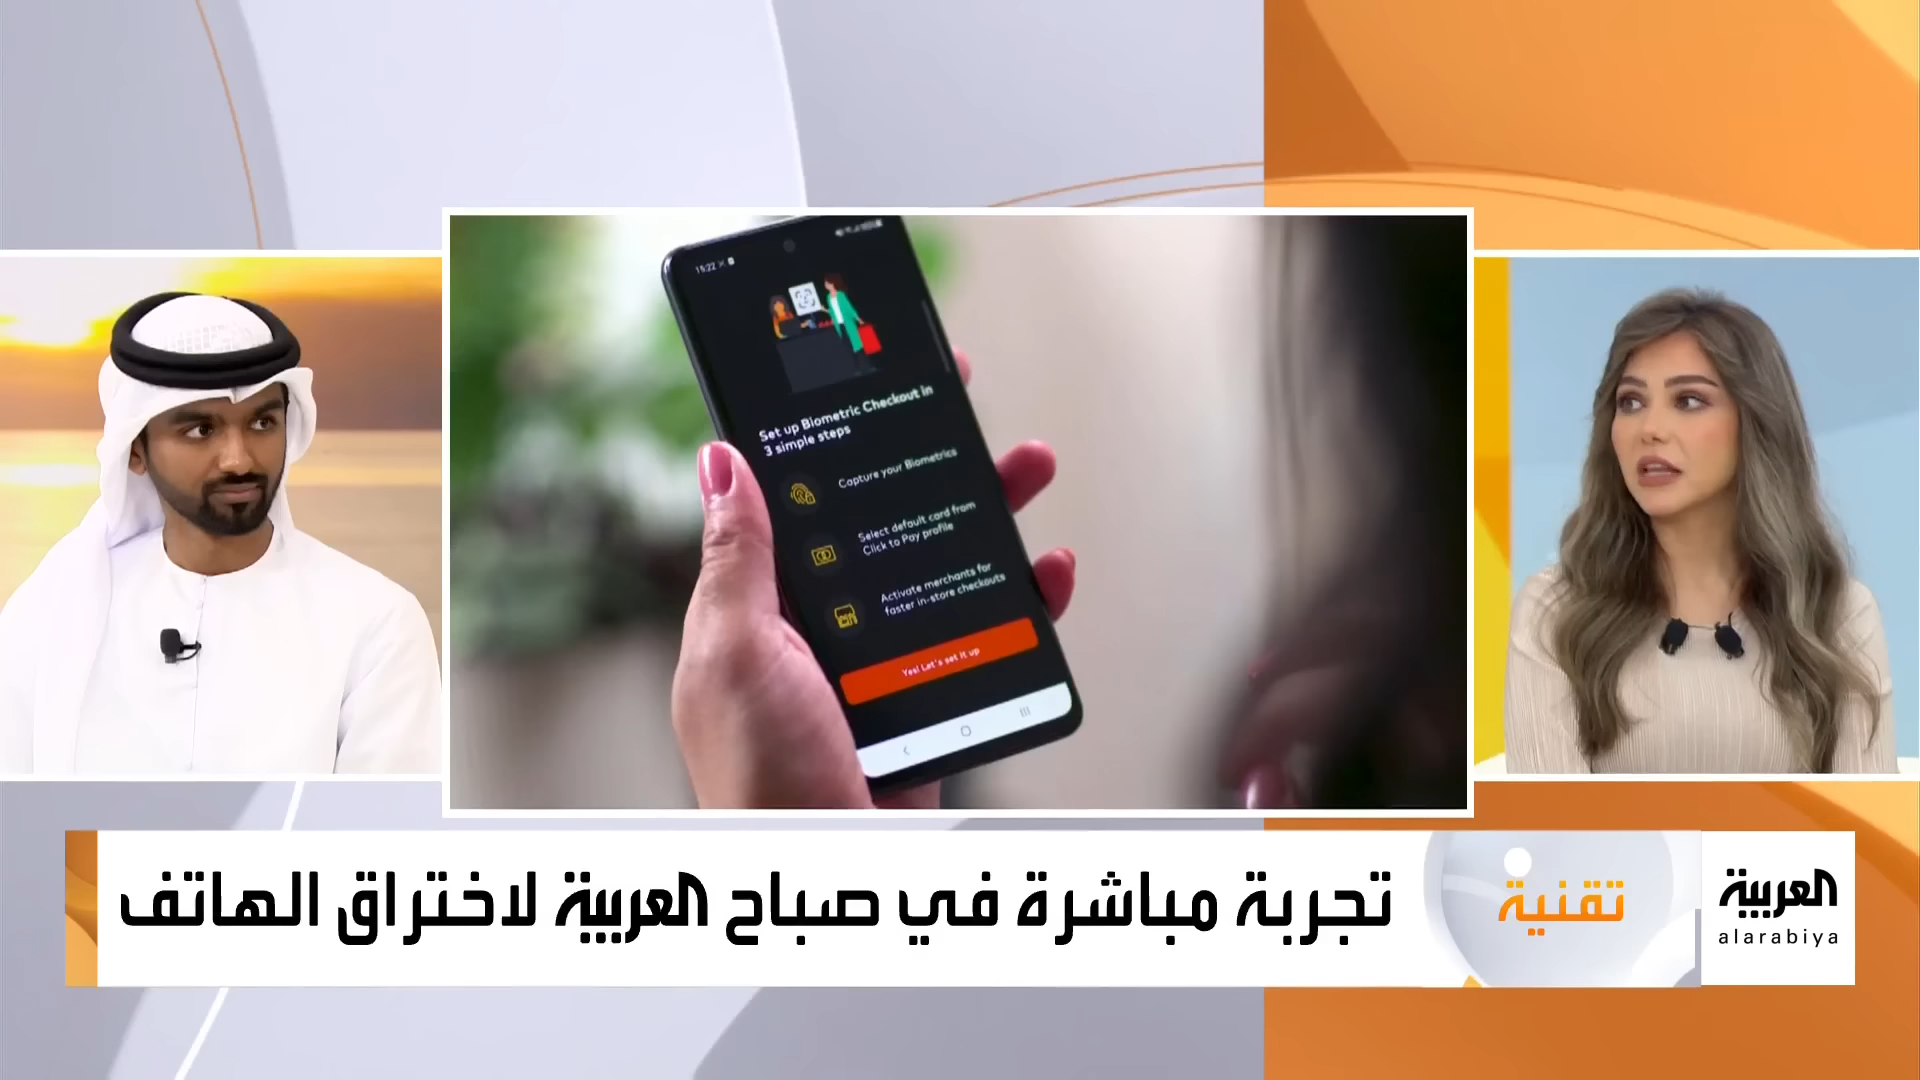 15:22
Set up Biometric Checkout in
3 simple steps
Capture your Biometrics
Select default card from
Click to Pay profile
Activate merchants for
faster in-store checkouts
Yes! Let's set it up
العربية
alarabiya
تقنية
تجربة مباشرة في صباح العربية لاختراق الهاتف